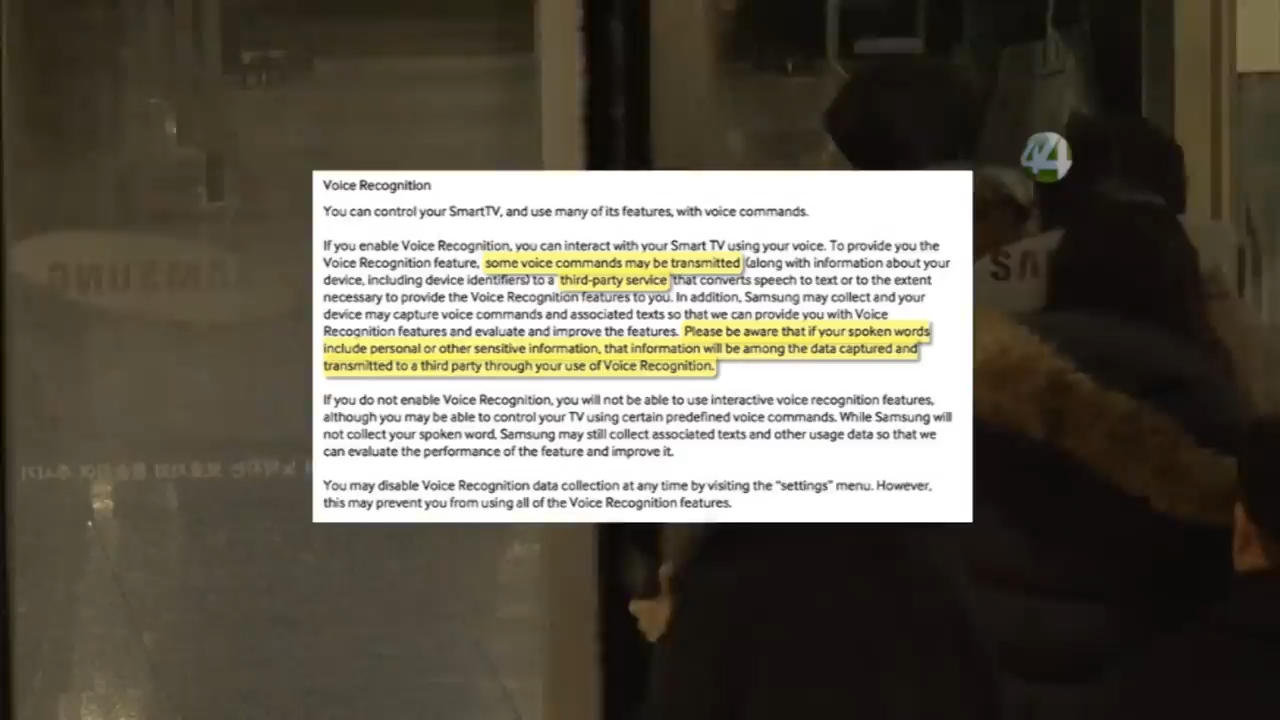 Voice Recognition
You can control your SmartTV, and use many of its features, with voice commands.
If you enable Voice Recognition, you can interact with your Smart TV using your voice. To provide you the
Voice Recognition feature, some voice commands may be transmitted (along with information about your
device, including device identifiers) to a third-party service that converts speech to text or to the extent
necessary to provide the Voice Recognition features to you. In addition, Samsung may collect and your
device may capture voice commands and associated texts so that we can provide you with Voice
Recognition features and evaluate and improve the features. Please be aware that if your spoken words
include personal or other sensitive information, that information will be among the data captured and
transmitted to a third party through your use of Voice Recognition.
If you do not enable Voice Recognition, you will not be able to use interactive voice recognition features,
although you may be able to control your TV using certain predefined voice commands. While Samsung will
not collect your spoken word, Samsung may still collect associated texts and other usage data so that we
can evaluate the performance of the feature and improve it.
You may disable Voice Recognition data collection at any time by visiting the "settings" menu. However,
this may prevent you from using all of the Voice Recognition features.
SAMSUNG
44
SA